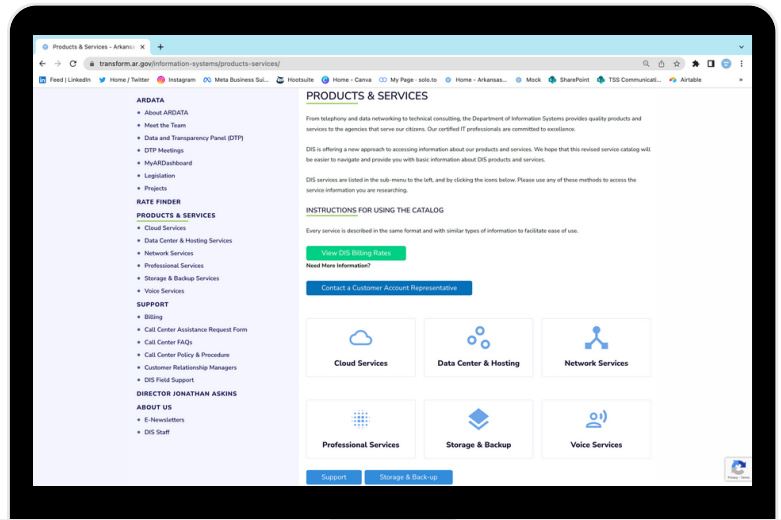 Products & Services - Arkans
transform.ar.gov/information-systems/products-services/
Feed | LinkedIn Home / Twitter Instagram Meta Business Sui... Hootsuite Home - Canva My Page - solo.to Home - Arkansas... Mock SharePoint TSS Communicati... Airtable »
ARDATA
About ARDATA
Meet the Team
Data and Transparency Panel (DTP)
DTP Meetings
MyARDashboard
Legislation
Projects
RATE FINDER
PRODUCTS & SERVICES
Cloud Services
Data Center & Hosting Services
Network Services
Professional Services
Storage & Backup Services
Voice Services
SUPPORT
Billing
Call Center Assistance Request Form
Call Center FAQs
Call Center Policy & Procedure
Customer Relationship Managers
DIS Field Support
DIRECTOR JONATHAN ASKINS
ABOUT US
E-Newsletters
DIS Staff
PRODUCTS & SERVICES
From telephony and data networking to technical consulting, the Department of Information Systems provides quality products and
services to the agencies that serve our citizens. Our certified IT professionals are committed to excellence.
DIS is offering a new approach to accessing information about our products and services. We hope that this revised service catalog will
be easier to navigate and provide you with basic information about DIS products and services.
DIS services are listed in the sub-menu to the left, and by clicking the icons below. Please use any of these methods to access the
service information you are researching.
INSTRUCTIONS FOR USING THE CATALOG
Every service is described in the same format and with similar types of information to facilitate ease of use.
View DIS Billing Rates
Need More Information?
Contact a Customer Account Representative
Cloud Services Data Center & Hosting Network Services
Professional Services Storage & Backup Voice Services
Support Storage & Back-up
Privacy - Terms